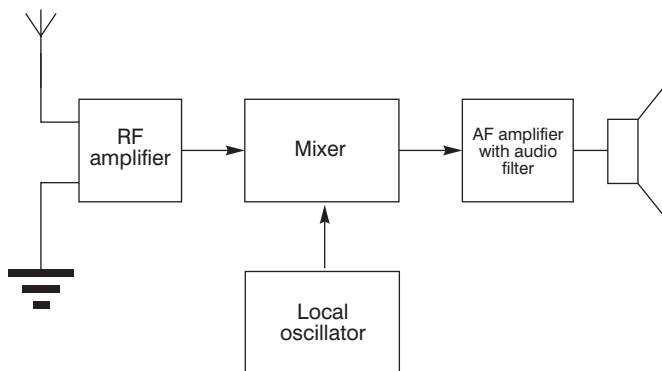 RF
amplifier
Mixer
AF amplifier
with audio
filter
Local
oscillator